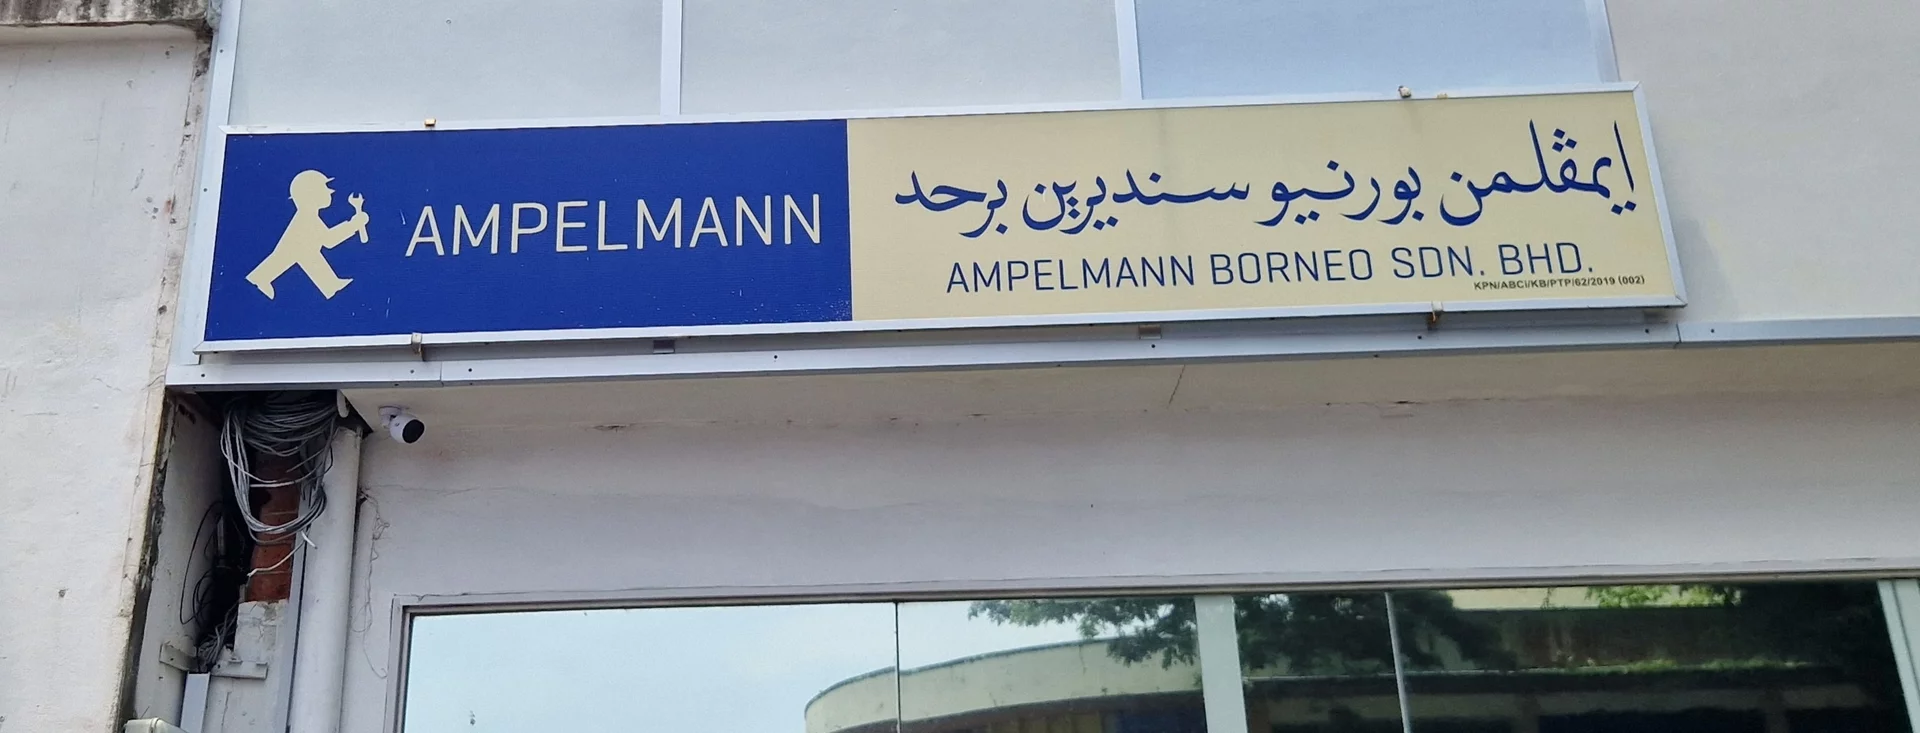 AMPELMANN
ايمڤلمن بورنيو سنديرين برحد
AMPELMANN BORNEO SDN. BHD.
KPN/ABCI/KB/PTP/62/2019 (002)